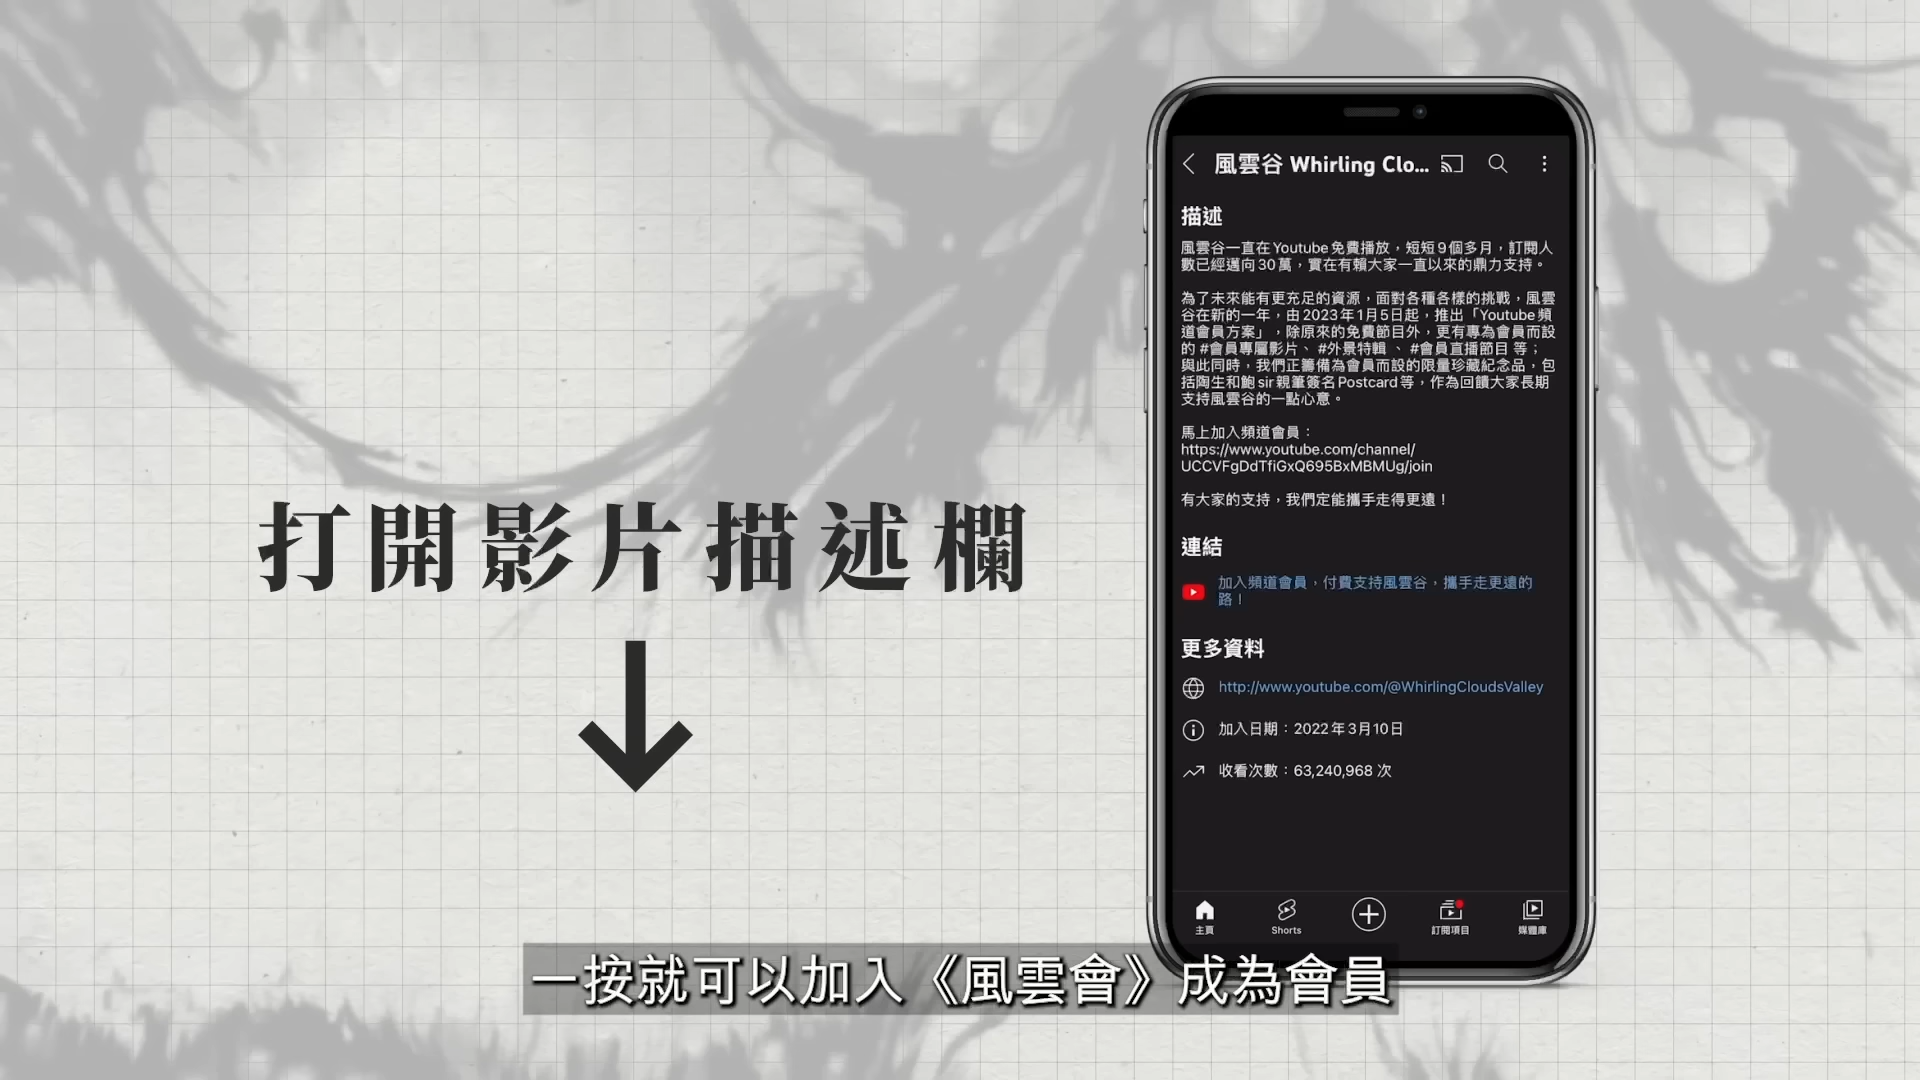 打開影片描述欄
風雲谷 Whirling Clo...
描述
風雲谷一直在Youtube免費播放，短短9個多月，訂閱人
數已經邁向30萬，實在有賴大家一直以來的鼎力支持。
為了未來能有更充足的資源，面對各種各樣的挑戰，風雲
谷在新的一年，由2023年1月5日起，推出「Youtube頻
道會員方案」，除原來的免費節目外，更有專為會員而設
的 #會員專屬影片、 #外景特輯 、 #會員直播節目 等；
與此同時，我們正籌備為會員而設的限量珍藏紀念品，包
括陶生和鮑sir親筆簽名Postcard等，作為回饋大家長期
支持風雲谷的一點心意。
馬上加入頻道會員：
https://www.youtube.com/channel/
UCCVFgDdTfiGxQ695BxMBMUg/join
有大家的支持，我們定能攜手走得更遠！
連結
加入頻道會員，付費支持風雲谷，攜手走更遠的
路！
更多資料
http://www.youtube.com/@WhirlingCloudsValley
加入日期：2022年3月10日
收看次數：63,240,968 次
主頁
Shorts
訂閱項目
媒體庫
一按就可以加入《風雲會》成為會員